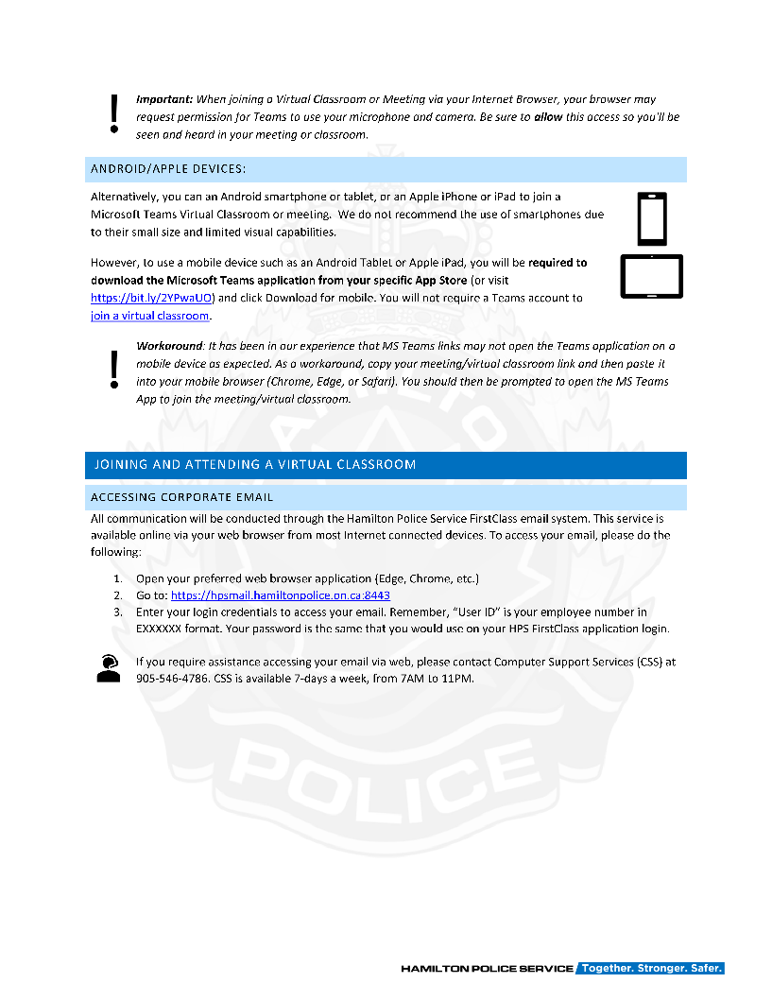 Important: When joining a Virtual Classroom or Meeting via your Internet Browser, your browser may
request permission for Teams to use your microphone and camera. Be sure to allow this access so you'll be
seen and heard in your meeting or classroom.
ANDROID/APPLE DEVICES:
Alternatively, you can an Android smartphone or tablet, or an Apple iPhone or iPad to join a
Microsoft Teams Virtual Classroom or meeting. We do not recommend the use of smartphones due
to their small size and limited visual capabilities.
However, to use a mobile device such as an Android Tablet or Apple iPad, you will be required to
download the Microsoft Teams application from your specific App Store (or visit
https://bit.ly/2YPwaUO) and click Download for mobile. You will not require a Teams account to
join a virtual classroom.
Workaround: It has been in our experience that MS Teams links may not open the Teams application on a
mobile device as expected. As a workaround, copy your meeting/virtual classroom link and then paste it
into your mobile browser (Chrome, Edge, or Safari). You should then be prompted to open the MS Teams
App to join the meeting/virtual classroom.
JOINING AND ATTENDING A VIRTUAL CLASSROOM
ACCESSING CORPORATE EMAIL
All communication will be conducted through the Hamilton Police Service FirstClass email system. This service is
available online via your web browser from most Internet connected devices. To access your email, please do the
following:
1. Open your preferred web browser application (Edge, Chrome, etc.)
2. Go to: https://hpsmail.hamiltonpolice.on.ca:8443
3. Enter your login credentials to access your email. Remember, “User ID” is your employee number in
EXXXXXX format. Your password is the same that you would use on your HPS FirstClass application login.
If you require assistance accessing your email via web, please contact Computer Support Services (CSS) at
905-546-4786. CSS is available 7-days a week, from 7AM to 11PM.
POLICE
HAMILTON POLICE SERVICE Together. Stronger. Safer.